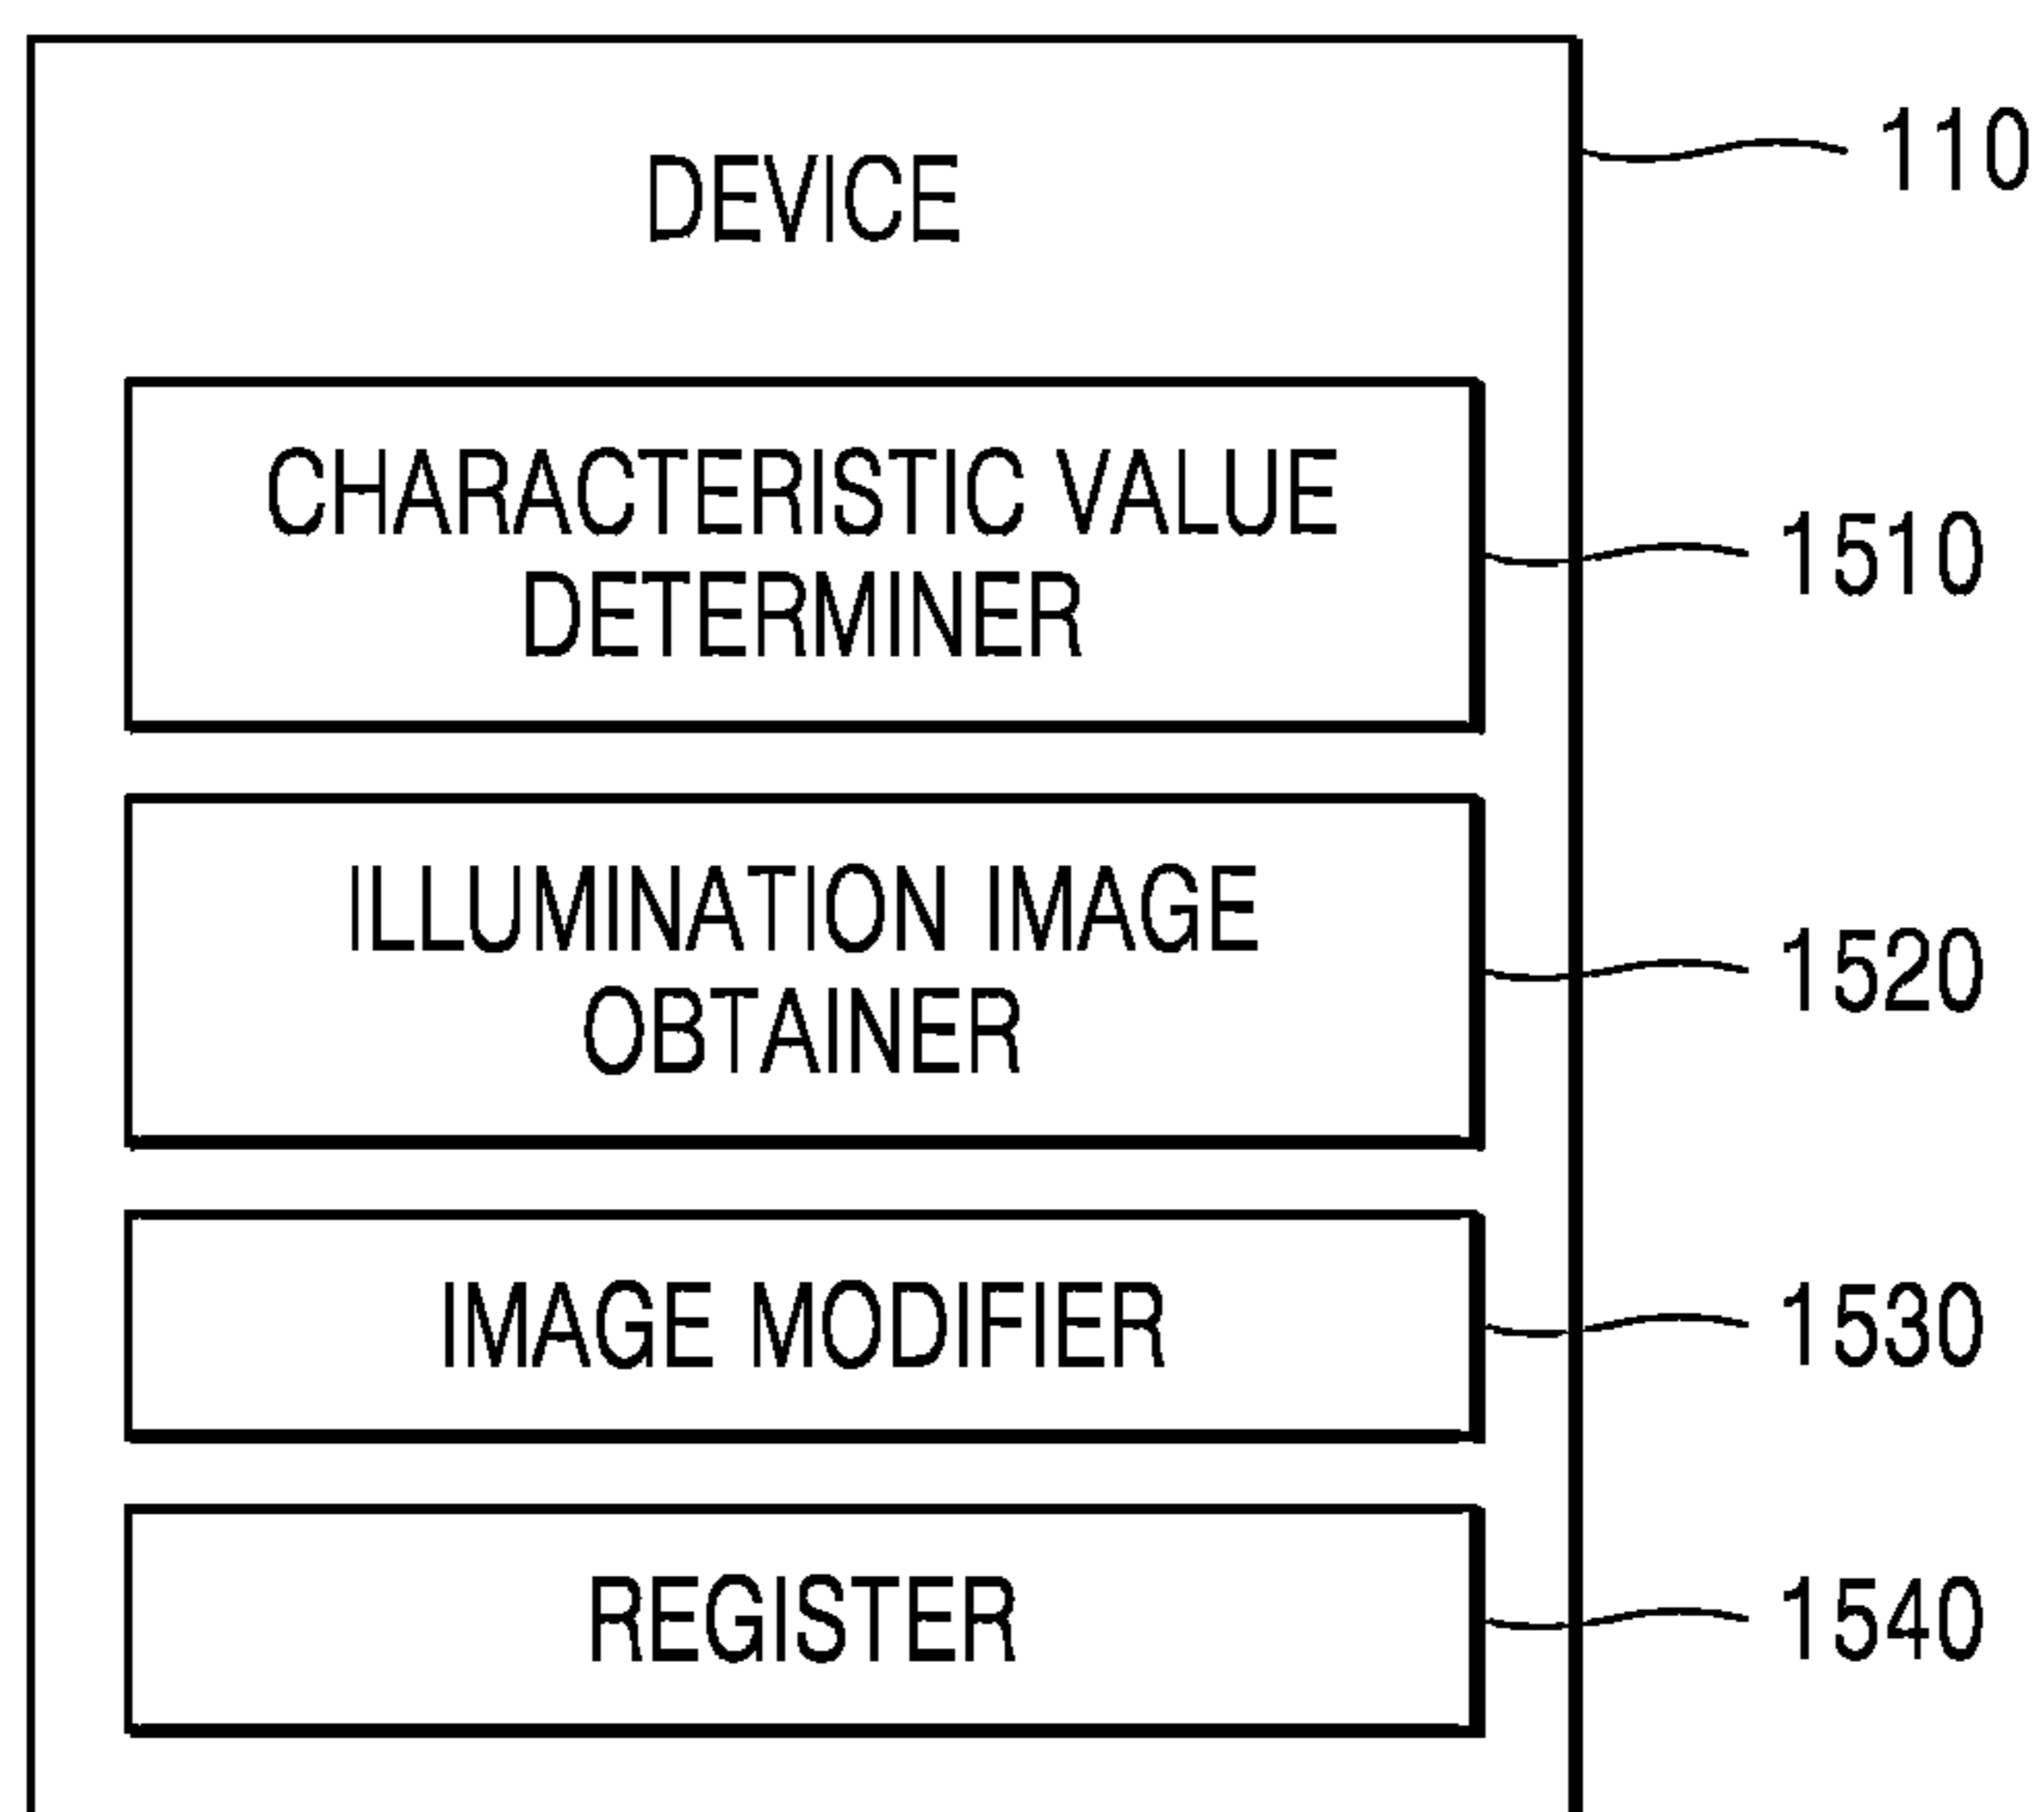 DEVICE
110
CHARACTERISTIC VALUE
DETERMINER
1510
ILLUMINATION IMAGE
OBTAINER
1520
IMAGE MODIFIER
1530
REGISTER
1540